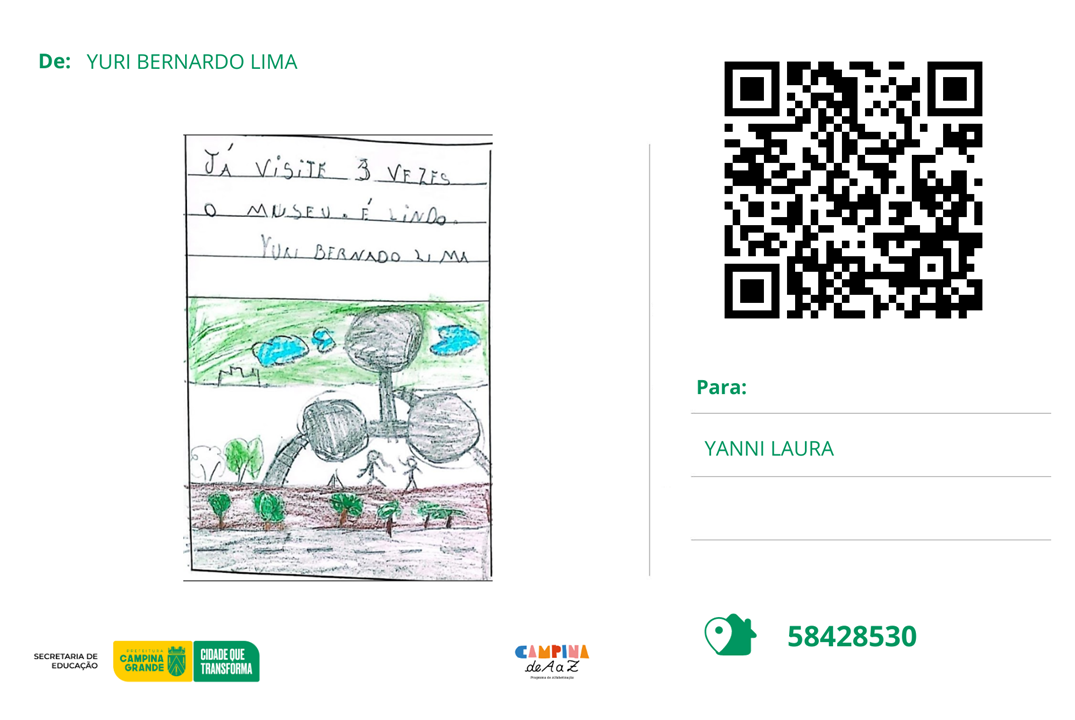 De: YURI BERNARDO LIMA
JÁ VISITE 3 VEZES
O MUSEU. É LINDO.
YURI BERNADO LIMA
Para:
YANNI LAURA
58428530
SECRETARIA DE
EDUCAÇÃO
PREFEITURA
CAMPINA
GRANDE
CIDADE QUE
TRANSFORMA
CAMPINA
de A a Z
Programa de Alfabetização